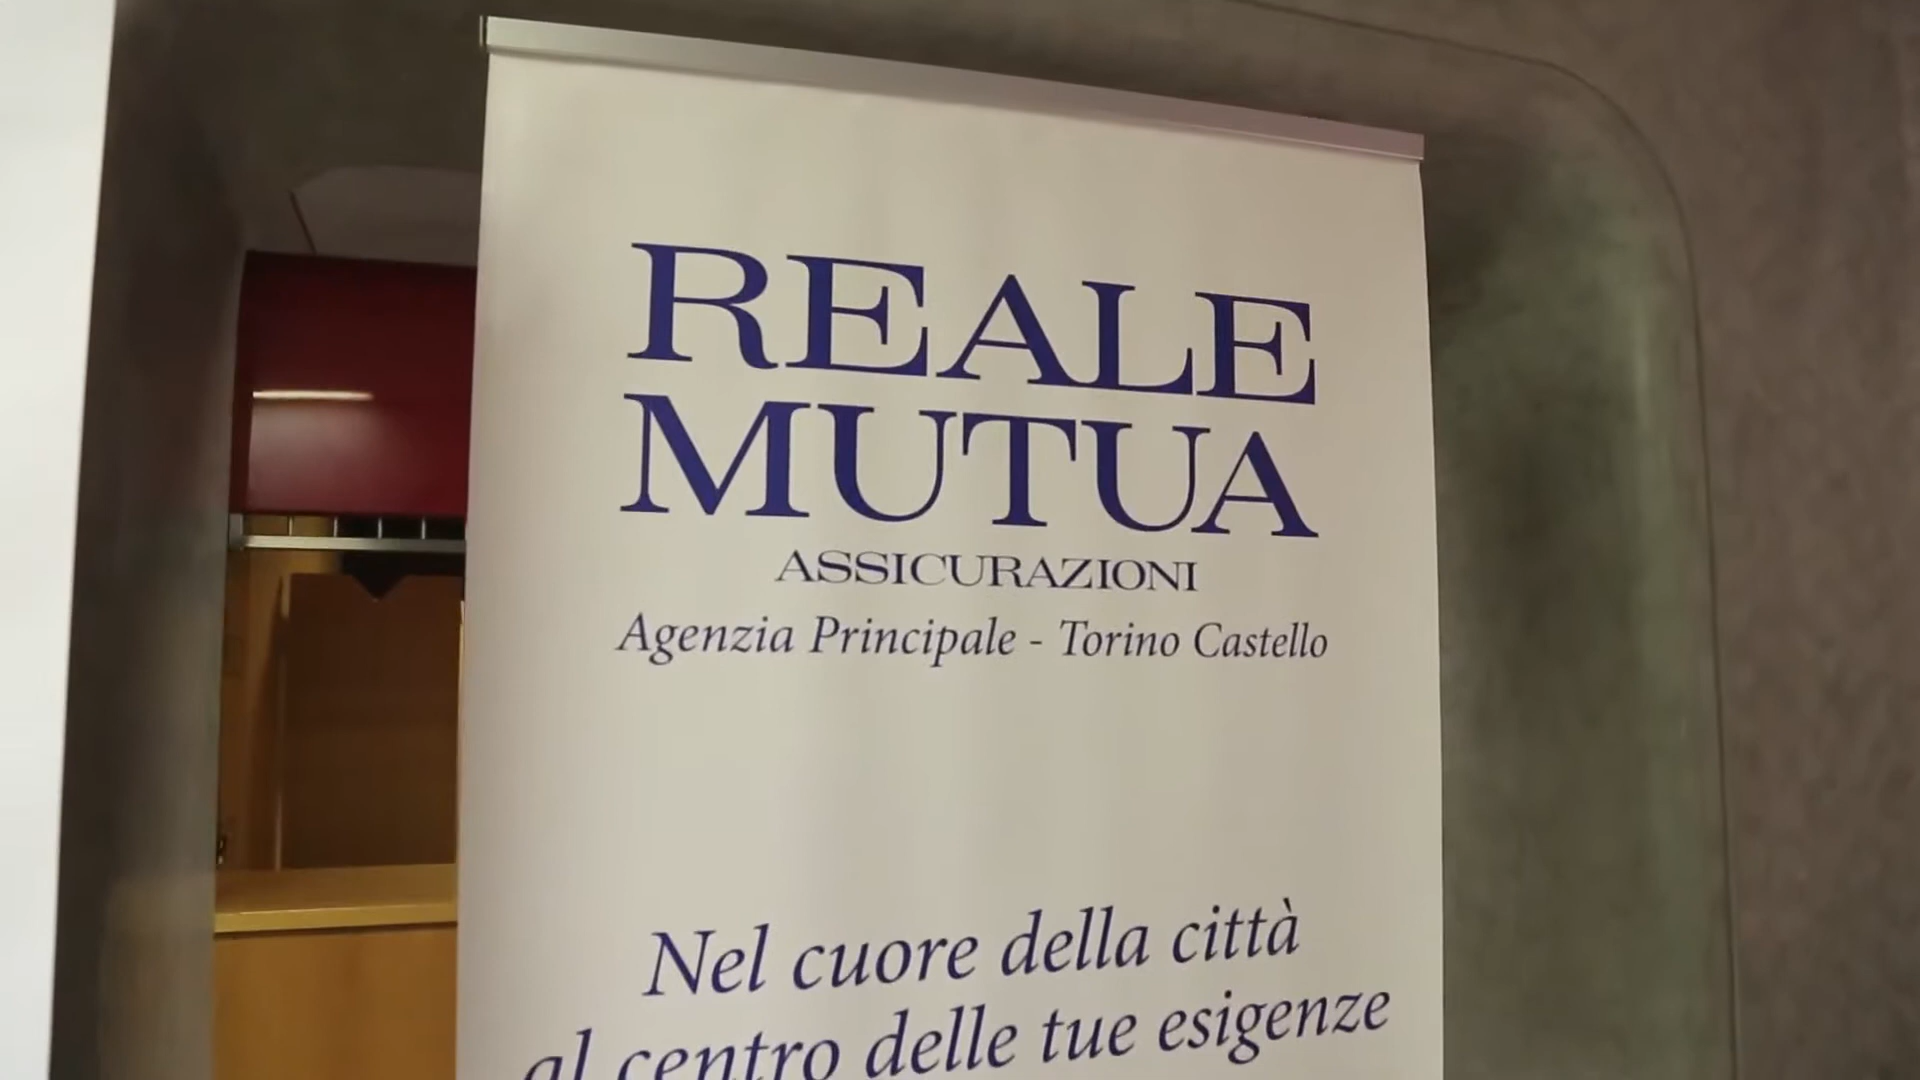 REALE
MUTUA
ASSICURAZIONI
Agenzia Principale - Torino Castello
Nel cuore della città
al centro delle tue esigenze